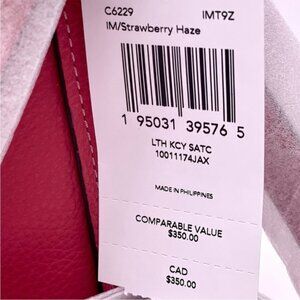 C6229 IMT9Z
IM/Strawberry Haze
1 95031 39576 5
LTH KCY SATC
10011174JAX
MADE IN PHILIPPINES
COMPARABLE VALUE
$350.00
CAD
$350.00